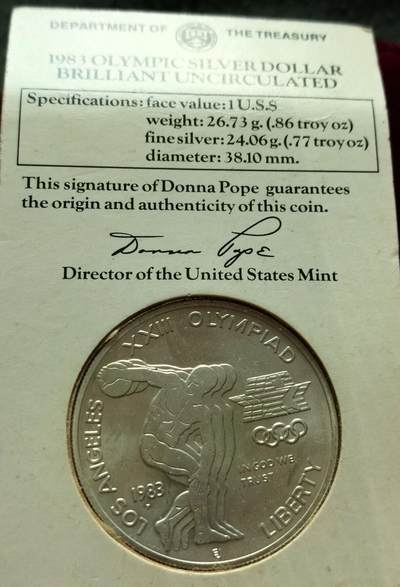 DEPARTMENT OF THE TREASURY
1983 OLYMPIC SILVER DOLLAR
BRILLIANT UNCIRCULATED
Specifications: face value: 1 U.S.$
weight: 26.73 g. (.86 troy oz)
fine silver: 24.06 g. (.77 troy oz)
diameter: 38.10 mm.
This signature of Donna Pope guarantees
the origin and authenticity of this coin.
Donna Pope
Director of the United States Mint
LOS ANGELES XXIII OLYMPIAD
IN GOD WE
TRUST
1983
LIBERTY